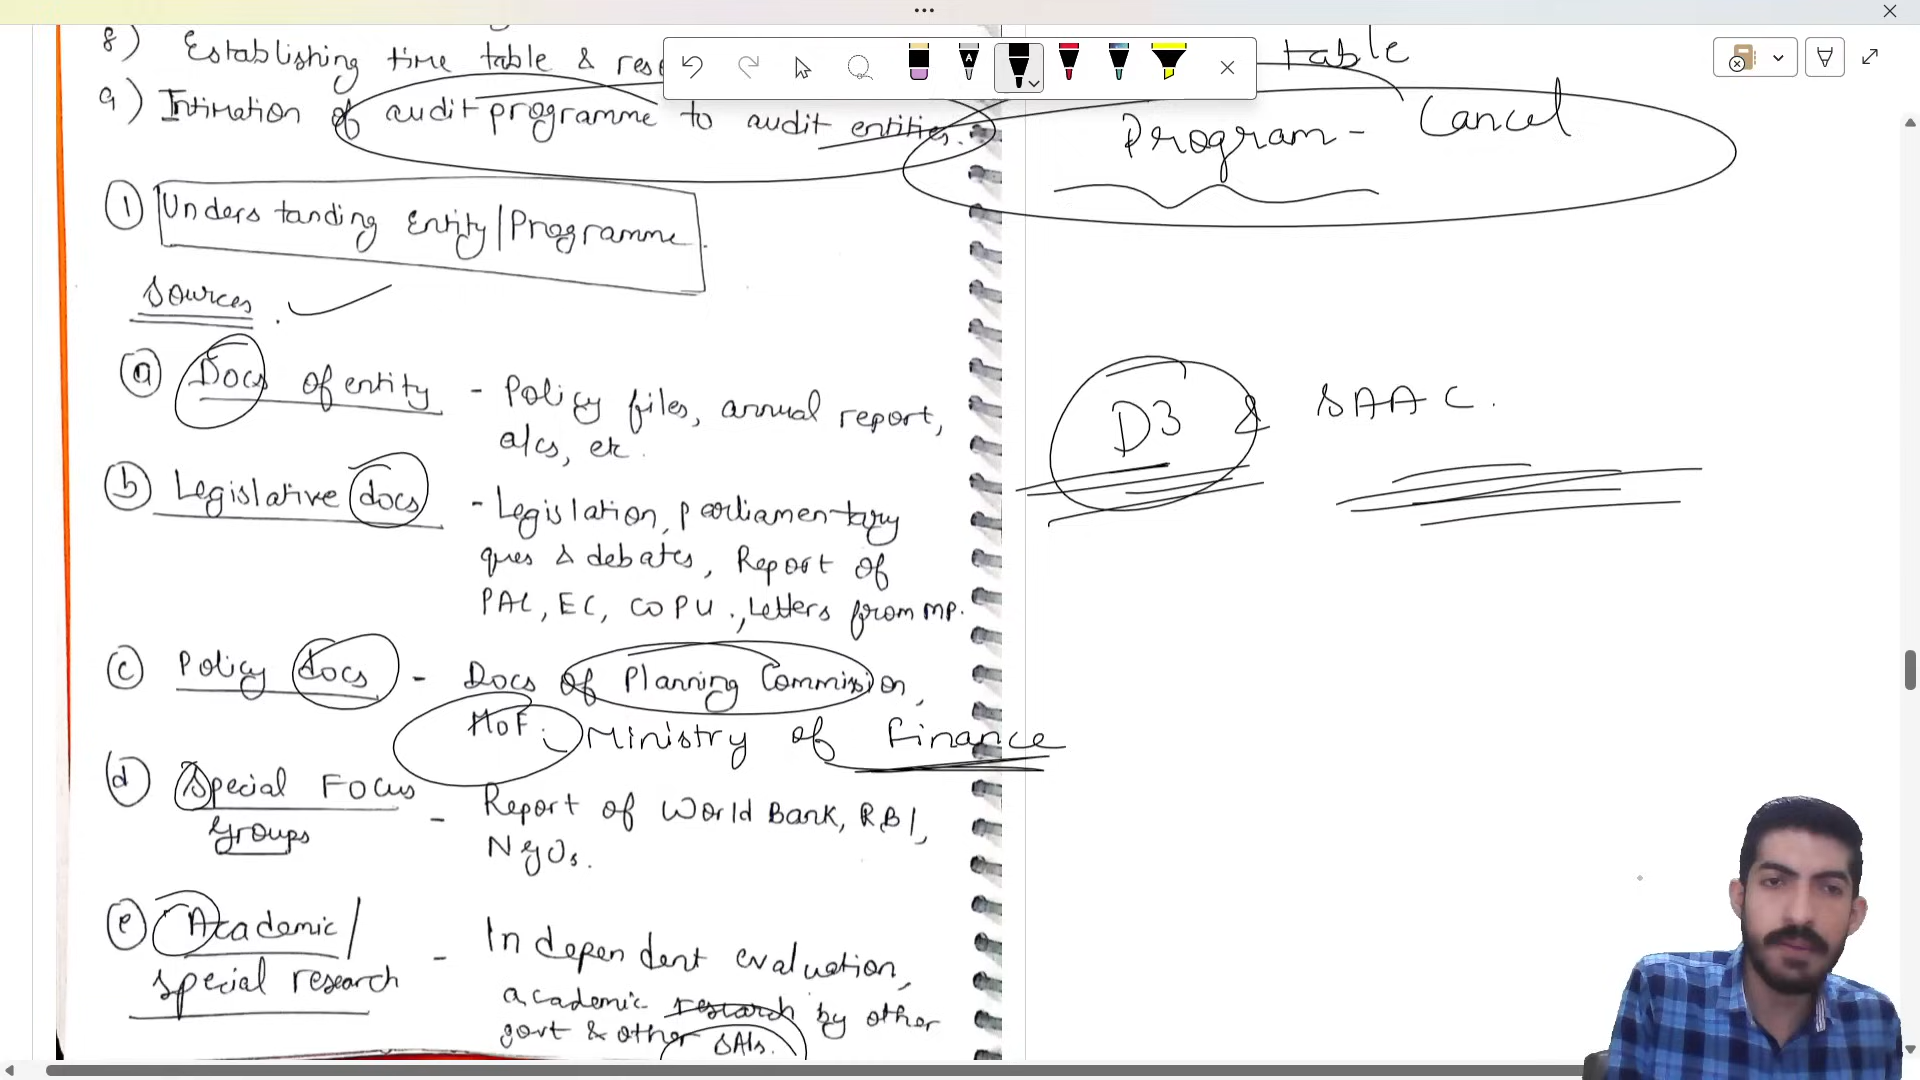 8) Establishing time table &
9) Intimation of audit programme to audit entities.
table
Program - Cancel
① Understanding Entity/Programme.
Sources.
ⓐ Docs of entity - Policy files, annual report,
a/cs, etc.
ⓑ Legislative docs - Legislation, parliamentary
ques & debates, Report of
PAC, EC, COPU., Letters from MP.
ⓒ Policy docs - Docs of Planning Commission,
MoF. Ministry of Finance
ⓓ Special Focus groups - Report of World Bank, RBI,
NGOs.
ⓔ Academic/ special research - Independent evaluation,
academic research by other
govt & other SAIs.
D3 & SAAC.